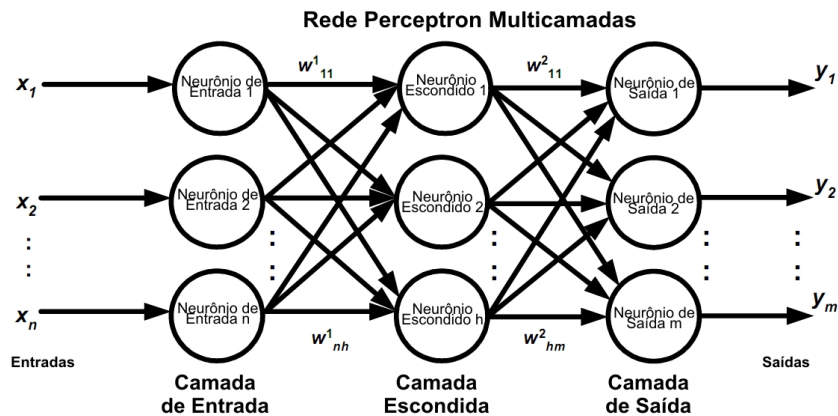 Rede Perceptron Multicamadas
x1
Neurônio de
Entrada 1
w¹11
Neurônio
Escondido 1
w²11
Neurônio de
Saída 1
y1
x2
Neurônio de
Entrada 2
Neurônio
Escondido 2
Neurônio de
Saída 2
y2
xn
Neurônio de
Entrada n
w¹nh
Neurônio
Escondido h
w²hm
Neurônio de
Saída m
ym
Entradas
Saídas
Camada
de Entrada
Camada
Escondida
Camada
de Saída